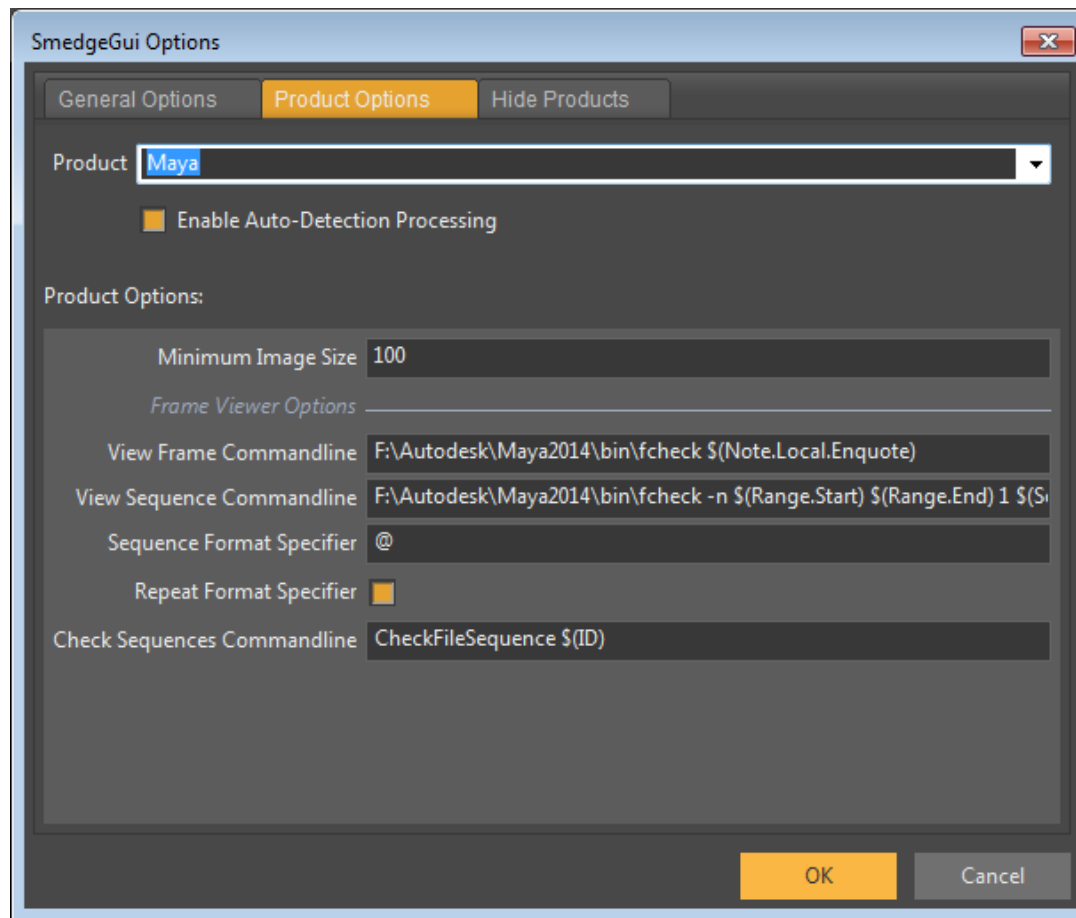 SmedgeGui Options
General Options Product Options Hide Products
Product Maya
Enable Auto-Detection Processing
Product Options:
Minimum Image Size 100
Frame Viewer Options
View Frame Commandline F:\Autodesk\Maya2014\bin\fcheck $(Note.Local.Enquote)
View Sequence Commandline F:\Autodesk\Maya2014\bin\fcheck -n $(Range.Start) $(Range.End) 1 $(S
Sequence Format Specifier @
Repeat Format Specifier
Check Sequences Commandline CheckFileSequence $(ID)
OK Cancel